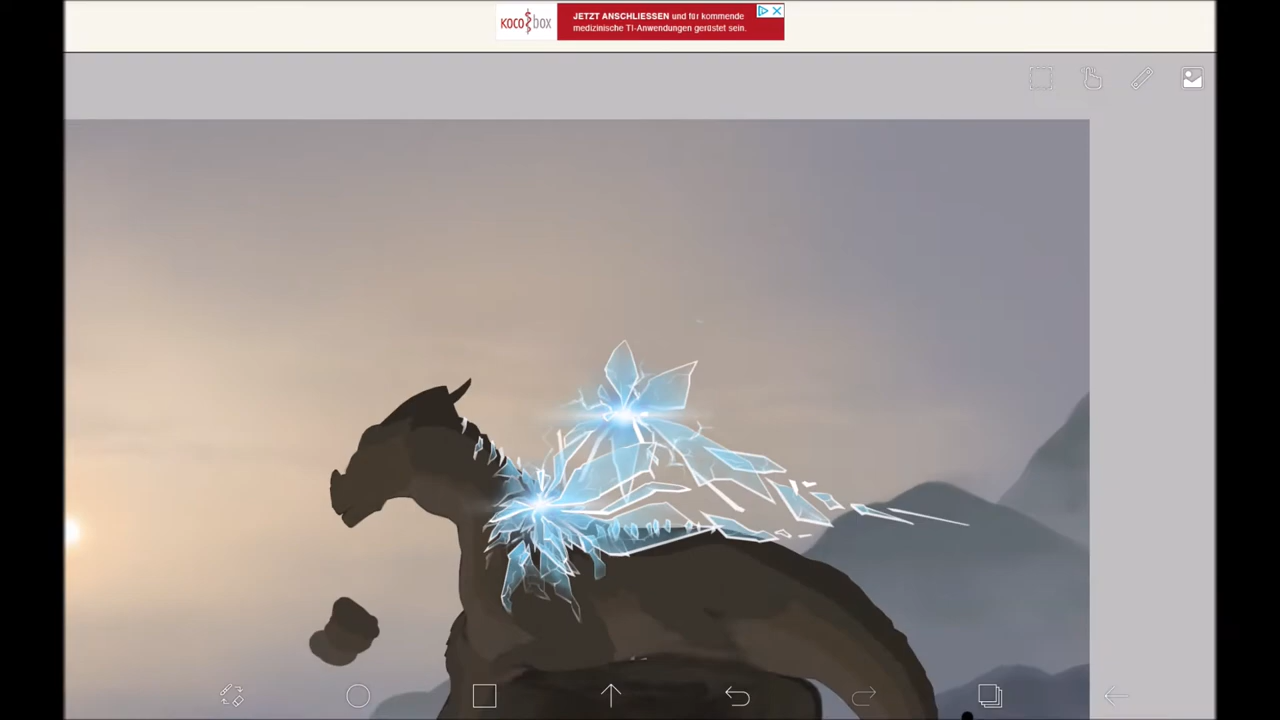 KOCO BOX
JETZT ANSCHLIESSEN und für kommende
medizinische TI-Anwendungen gerüstet sein.